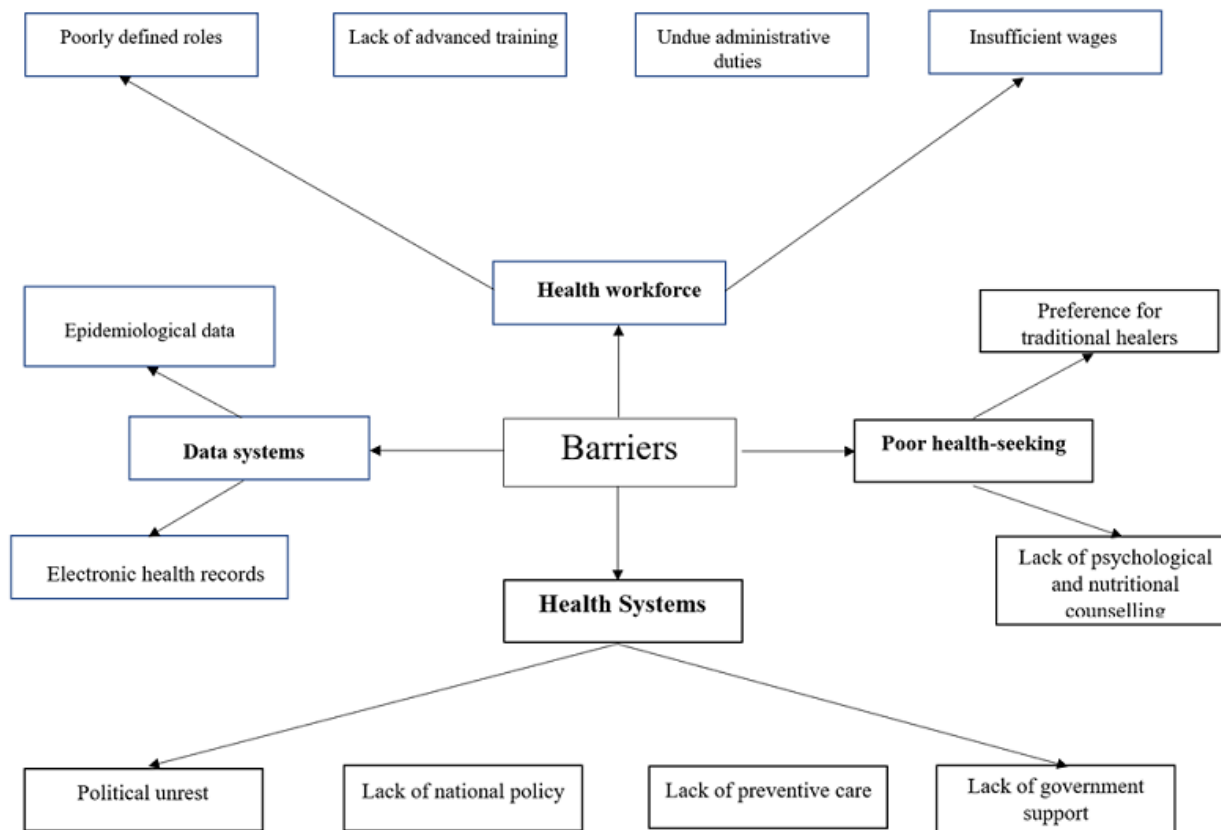 Poorly defined roles
Lack of advanced training
Undue administrative
duties
Insufficient wages
Health workforce
Epidemiological data
Preference for
traditional healers
Data systems
Barriers
Poor health-seeking
Electronic health records
Lack of psychological
and nutritional
counselling
Health Systems
Political unrest
Lack of national policy
Lack of preventive care
Lack of government
support